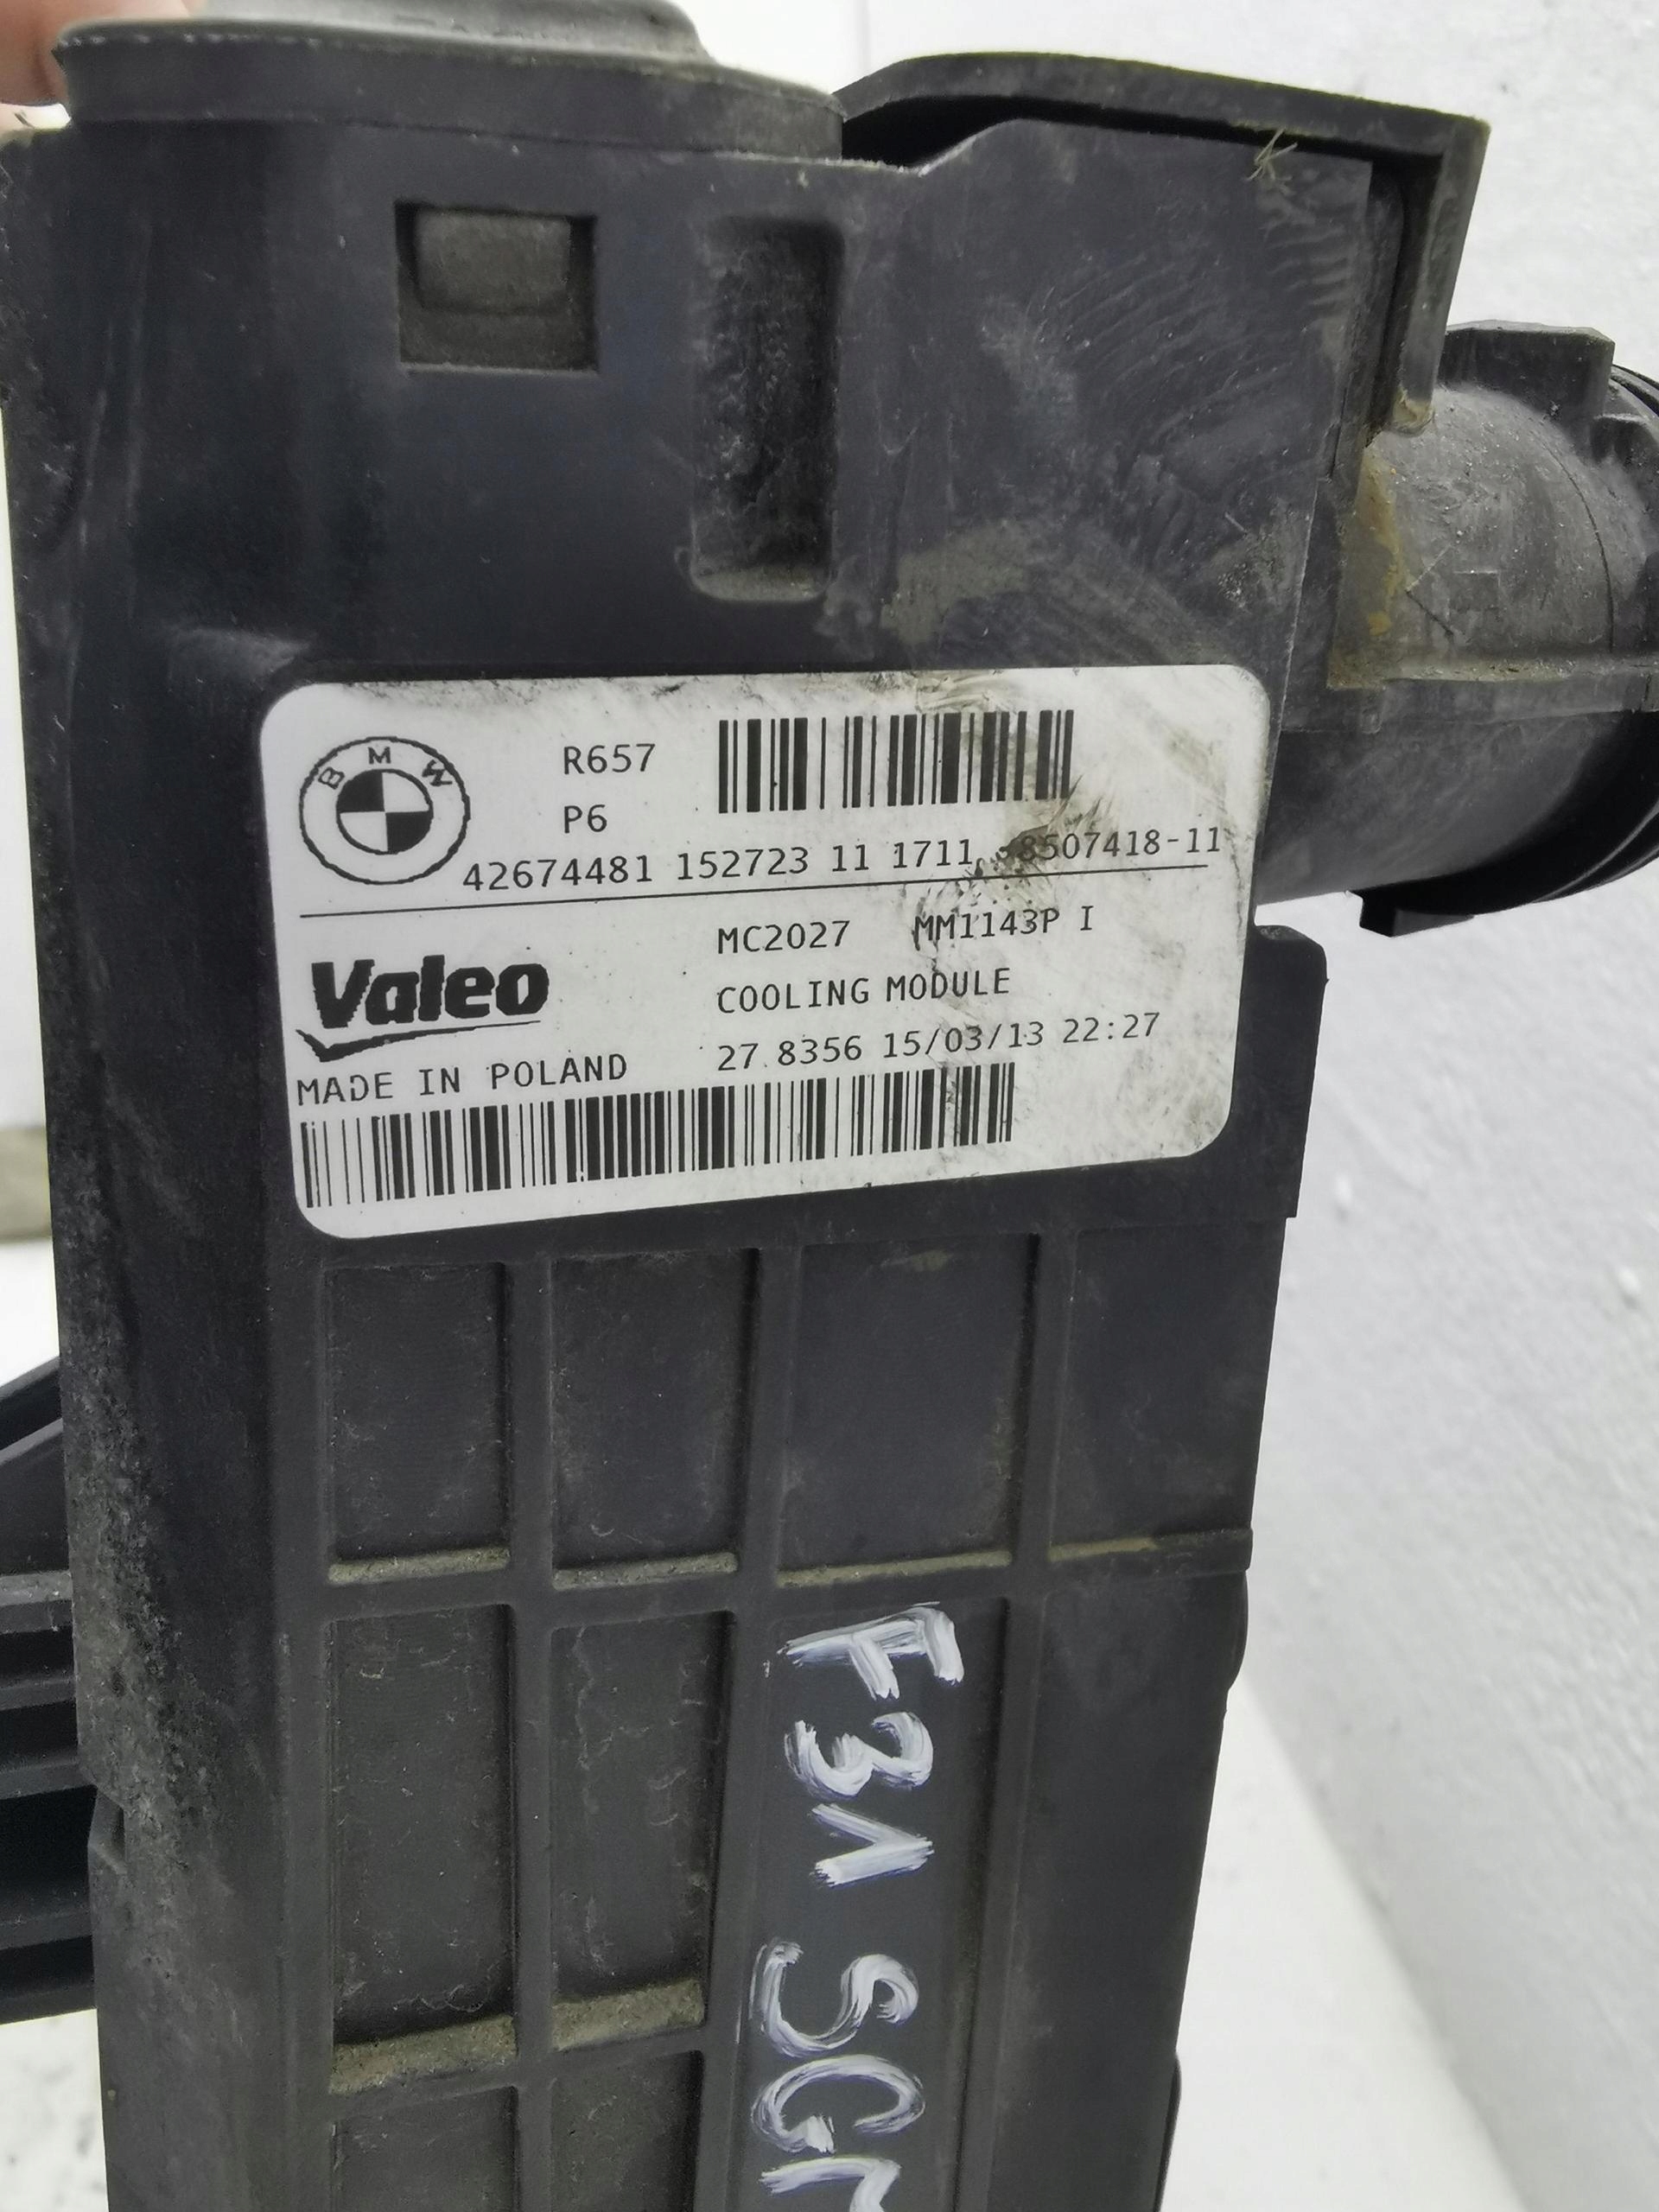 BMW
R657
P6
42674481 152723 11 1711 8507418-11
Valeo
MC2027 MM1143P I
COOLING MODULE
27.8356 15/03/13 22:27
MADE IN POLAND
F31